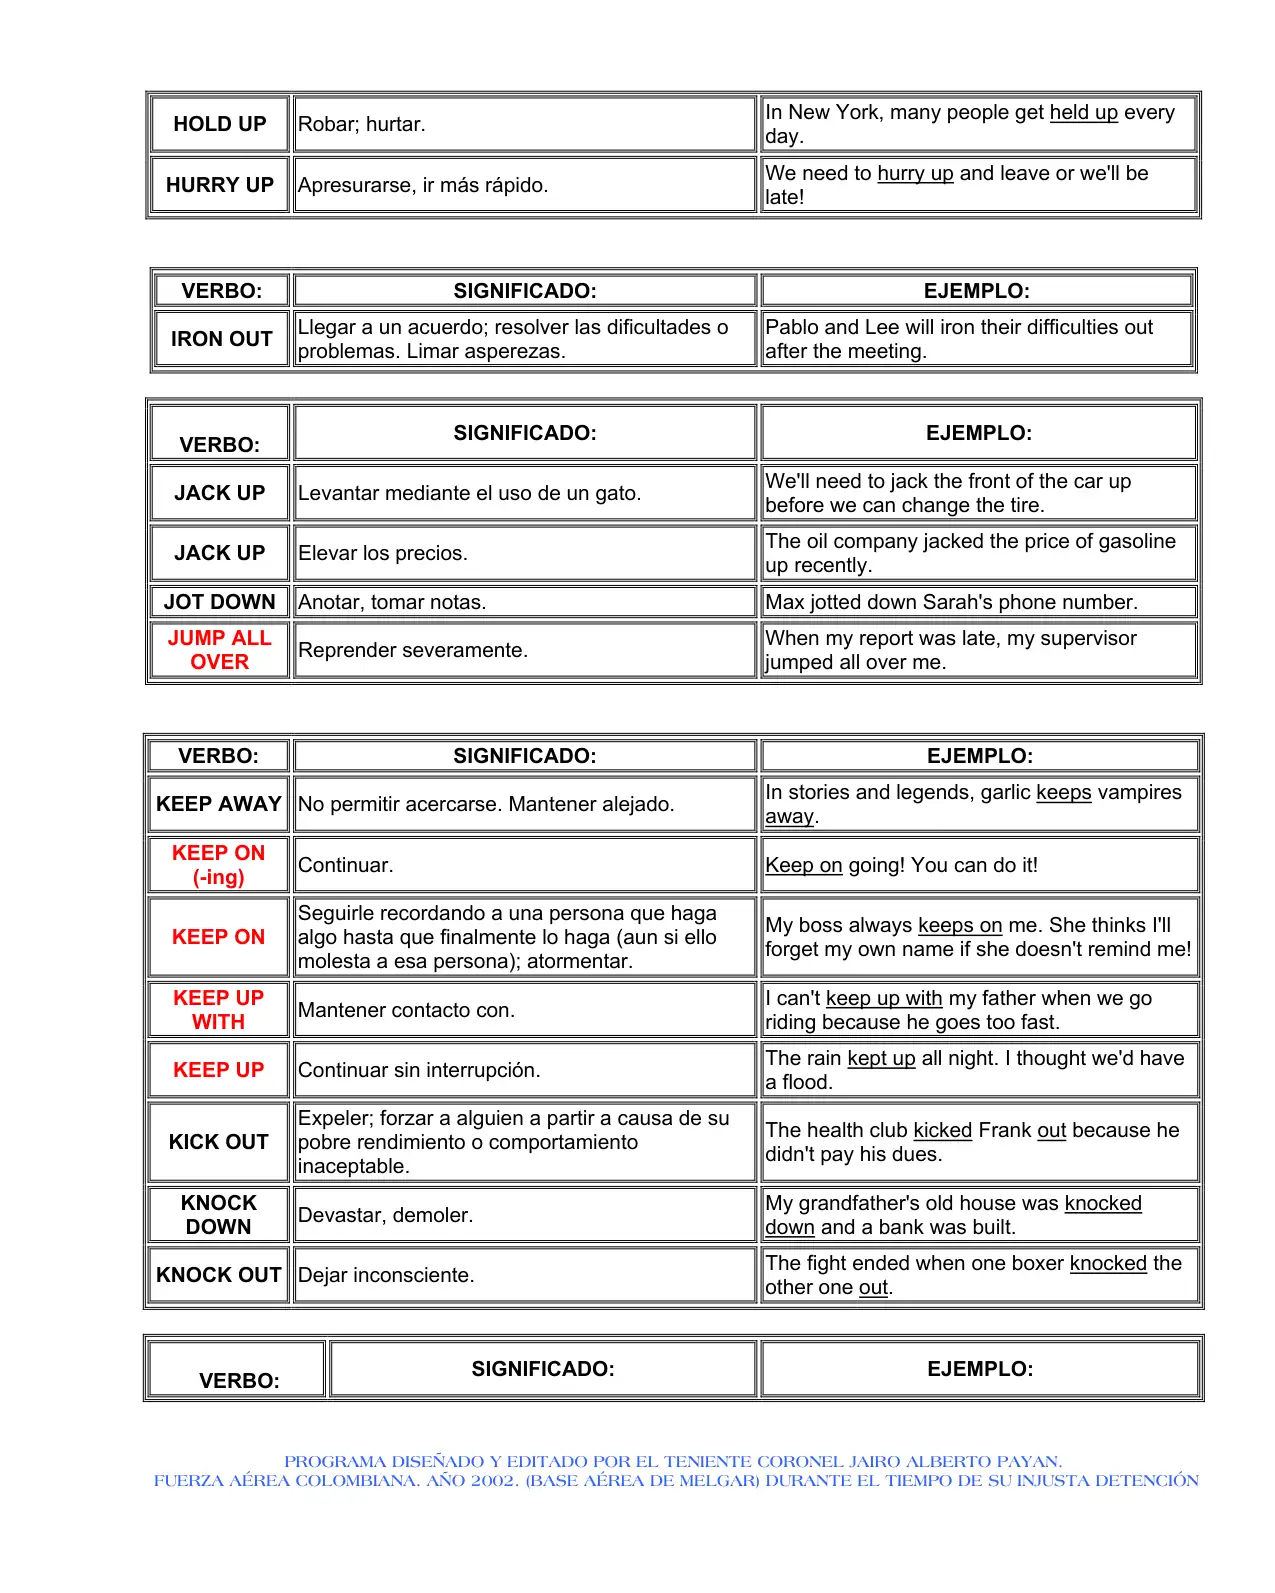 HOLD UP
Robar; hurtar.
In New York, many people get held up every
day.
HURRY UP
Apresurarse, ir más rápido.
We need to hurry up and leave or we'll be
late!
VERBO:
SIGNIFICADO:
EJEMPLO:
IRON OUT
Llegar a un acuerdo; resolver las dificultades o
problemas. Limar asperezas.
Pablo and Lee will iron their difficulties out
after the meeting.
VERBO:
SIGNIFICADO:
EJEMPLO:
JACK UP
Levantar mediante el uso de un gato.
We'll need to jack the front of the car up
before we can change the tire.
JACK UP
Elevar los precios.
The oil company jacked the price of gasoline
up recently.
JOT DOWN
Anotar, tomar notas.
Max jotted down Sarah's phone number.
JUMP ALL
OVER
Reprender severamente.
When my report was late, my supervisor
jumped all over me.
VERBO:
SIGNIFICADO:
EJEMPLO:
KEEP AWAY
No permitir acercarse. Mantener alejado.
In stories and legends, garlic keeps vampires
away.
KEEP ON
(-ing)
Continuar.
Keep on going! You can do it!
KEEP ON
Seguirle recordando a una persona que haga
algo hasta que finalmente lo haga (aun si ello
molesta a esa persona); atormentar.
My boss always keeps on me. She thinks I'll
forget my own name if she doesn't remind me!
KEEP UP
WITH
Mantener contacto con.
I can't keep up with my father when we go
riding because he goes too fast.
KEEP UP
Continuar sin interrupción.
The rain kept up all night. I thought we'd have
a flood.
KICK OUT
Expeler; forzar a alguien a partir a causa de su
pobre rendimiento o comportamiento
inaceptable.
The health club kicked Frank out because he
didn't pay his dues.
KNOCK
DOWN
Devastar, demoler.
My grandfather's old house was knocked
down and a bank was built.
KNOCK OUT
Dejar inconsciente.
The fight ended when one boxer knocked the
other one out.
VERBO:
SIGNIFICADO:
EJEMPLO:
PROGRAMA DISEÑADO Y EDITADO POR EL TENIENTE CORONEL JAIRO ALBERTO PAYAN.
FUERZA AÉREA COLOMBIANA. AÑO 2002. (BASE AÉREA DE MELGAR) DURANTE EL TIEMPO DE SU INJUSTA DETENCIÓN